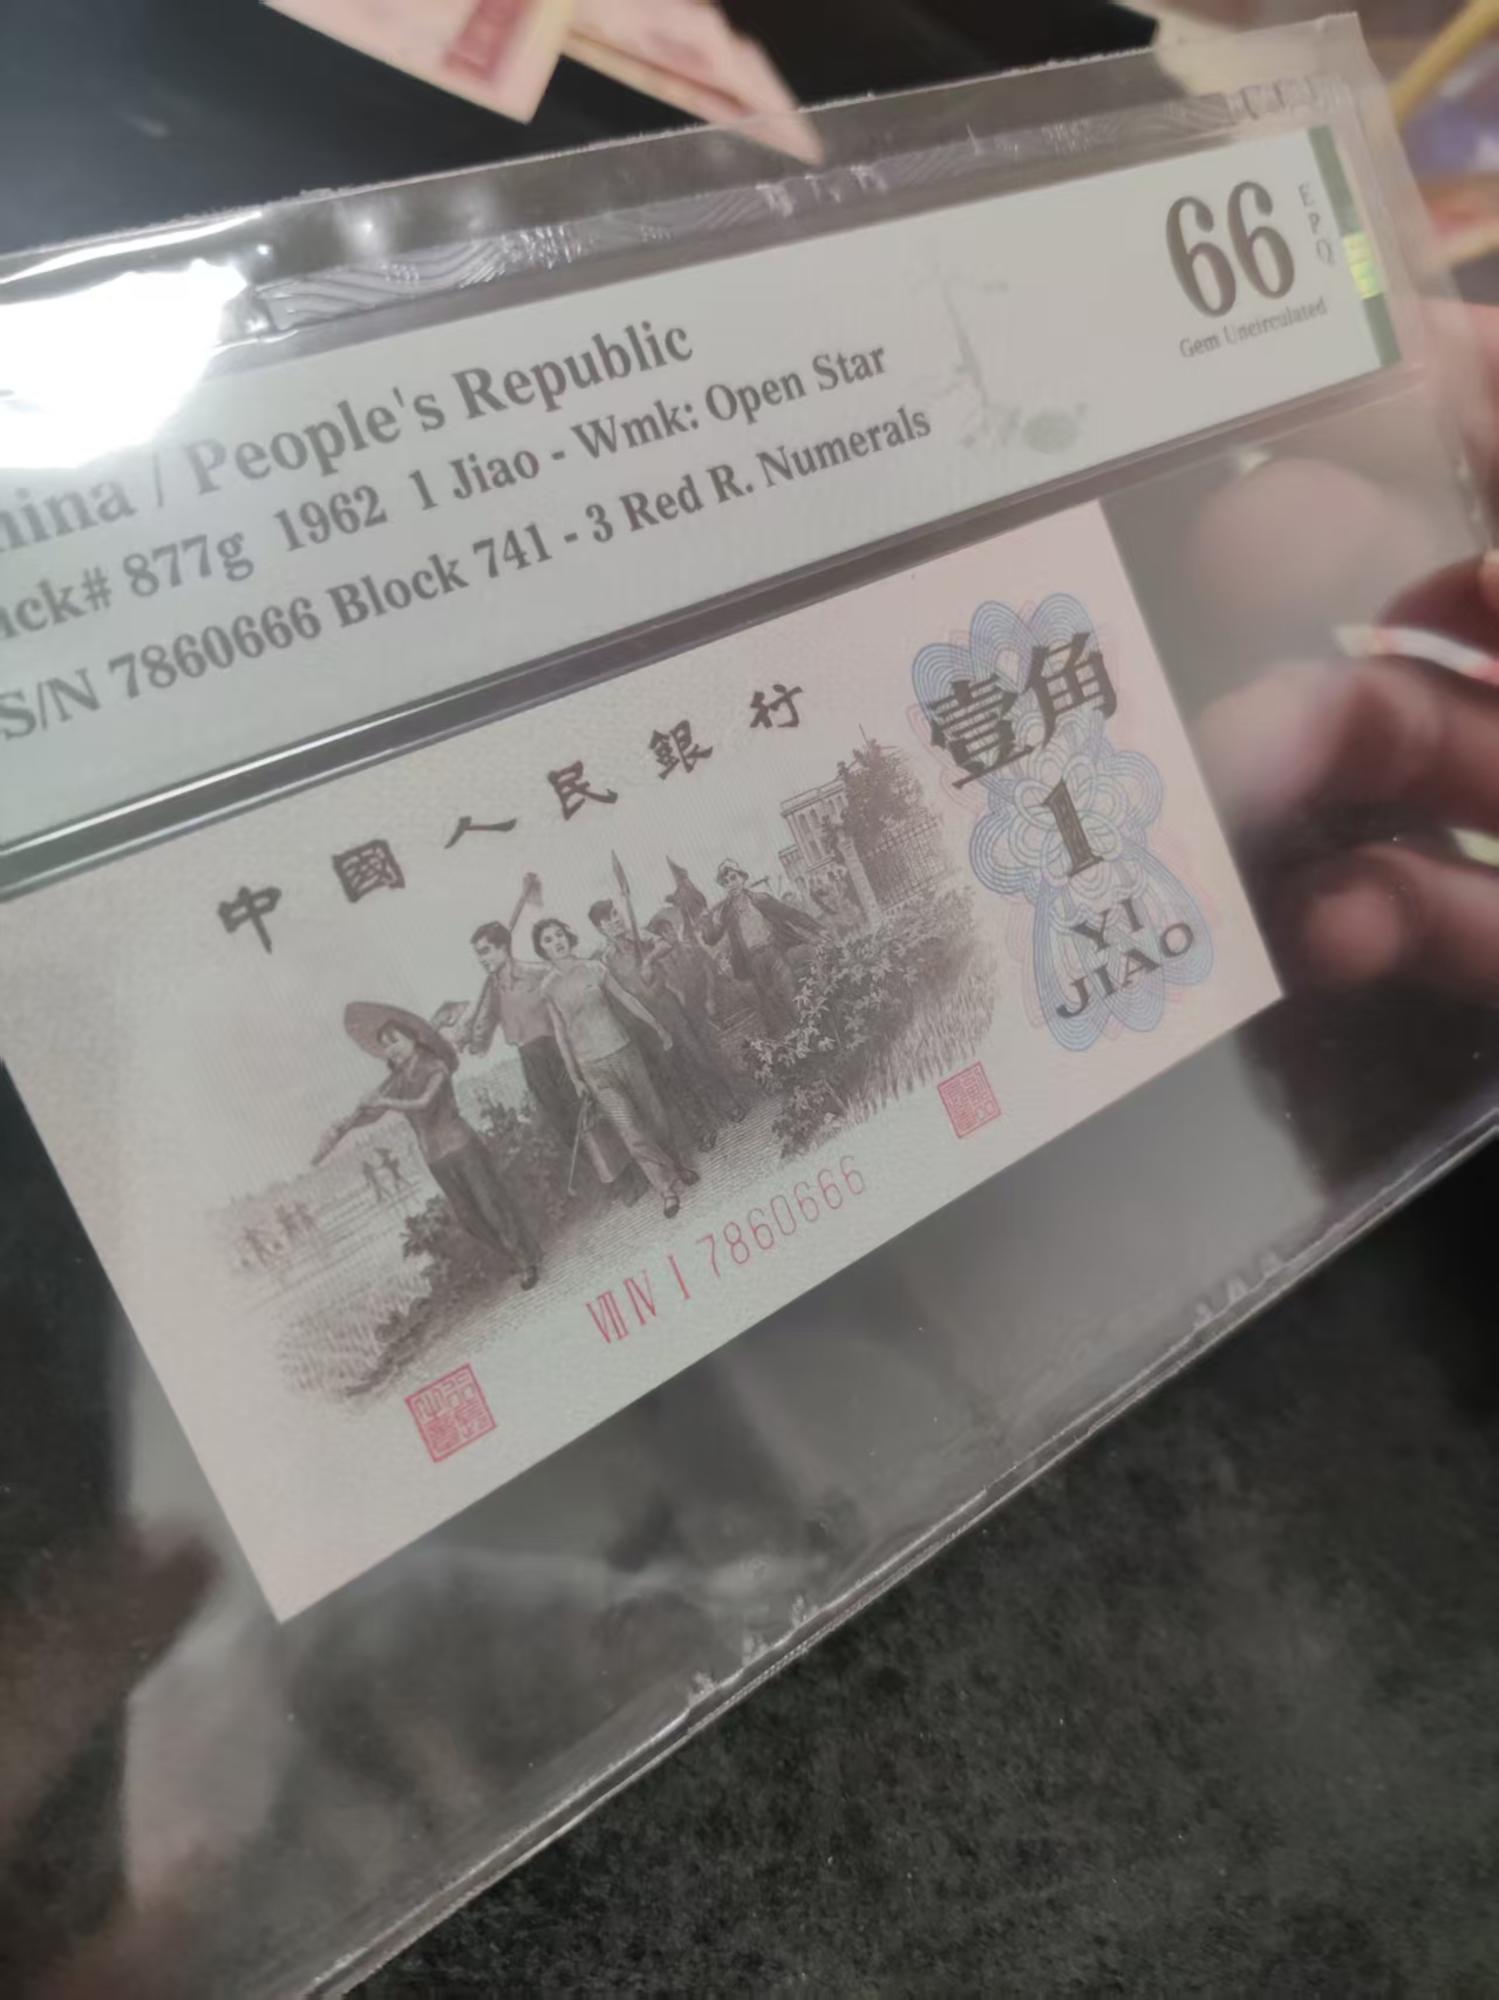 66
EPQ
Gem Uncirculated
hina / People's Republic
ick# 877g 1962 1 Jiao - Wmk: Open Star
S/N 7860666 Block 741 - 3 Red R. Numerals
中國人民銀行
壹角
1
YI
JIAO
VII IV I 7860666